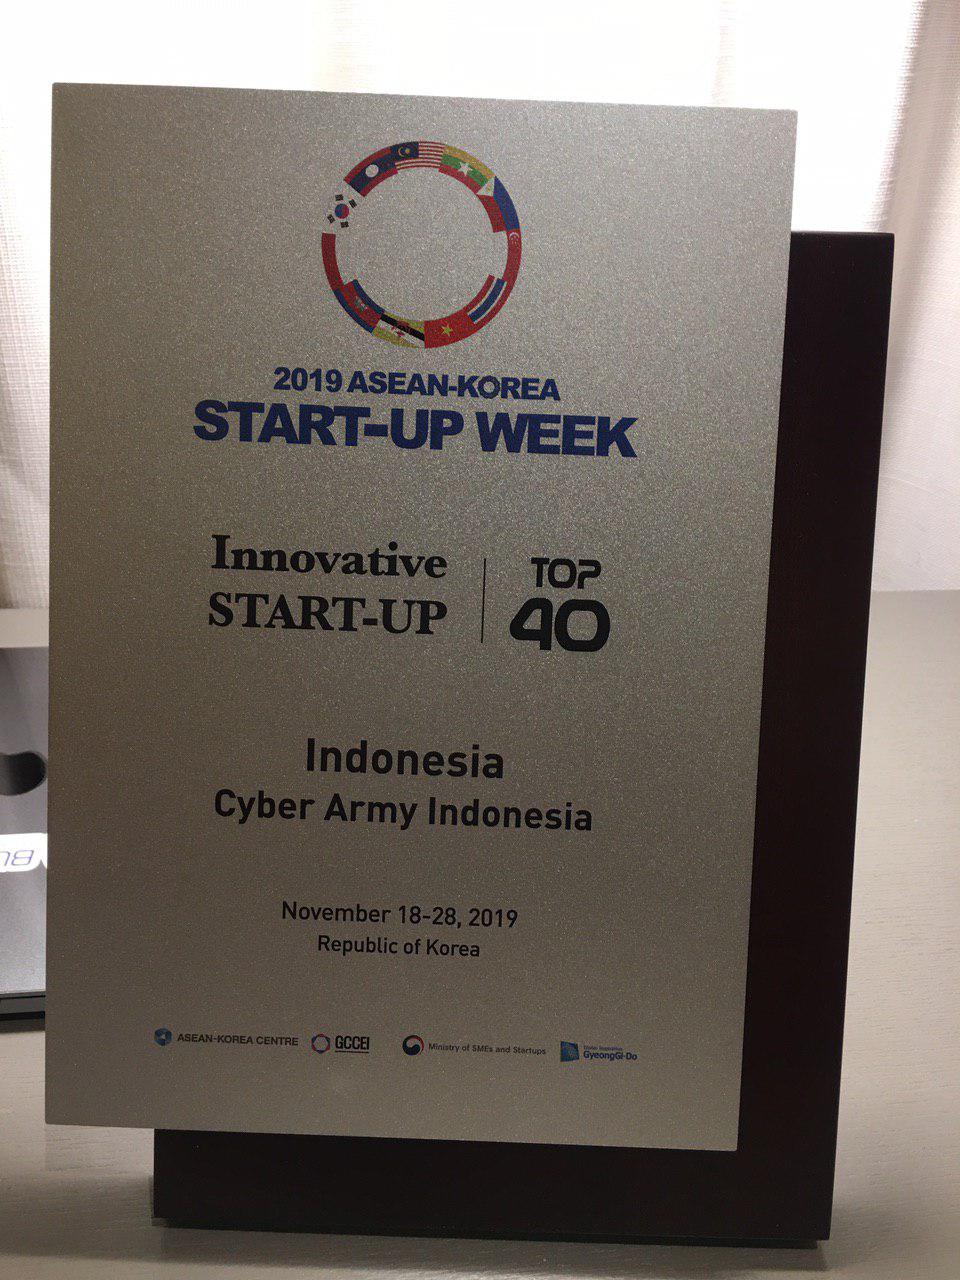 2019 ASEAN-KOREA
START-UP WEEK
Innovative
START-UP
TOP
40
Indonesia
Cyber Army Indonesia
November 18-28, 2019
Republic of Korea
ASEAN-KOREA CENTRE
GCCEI
Ministry of SMEs and Startups
GyeongGi-Do